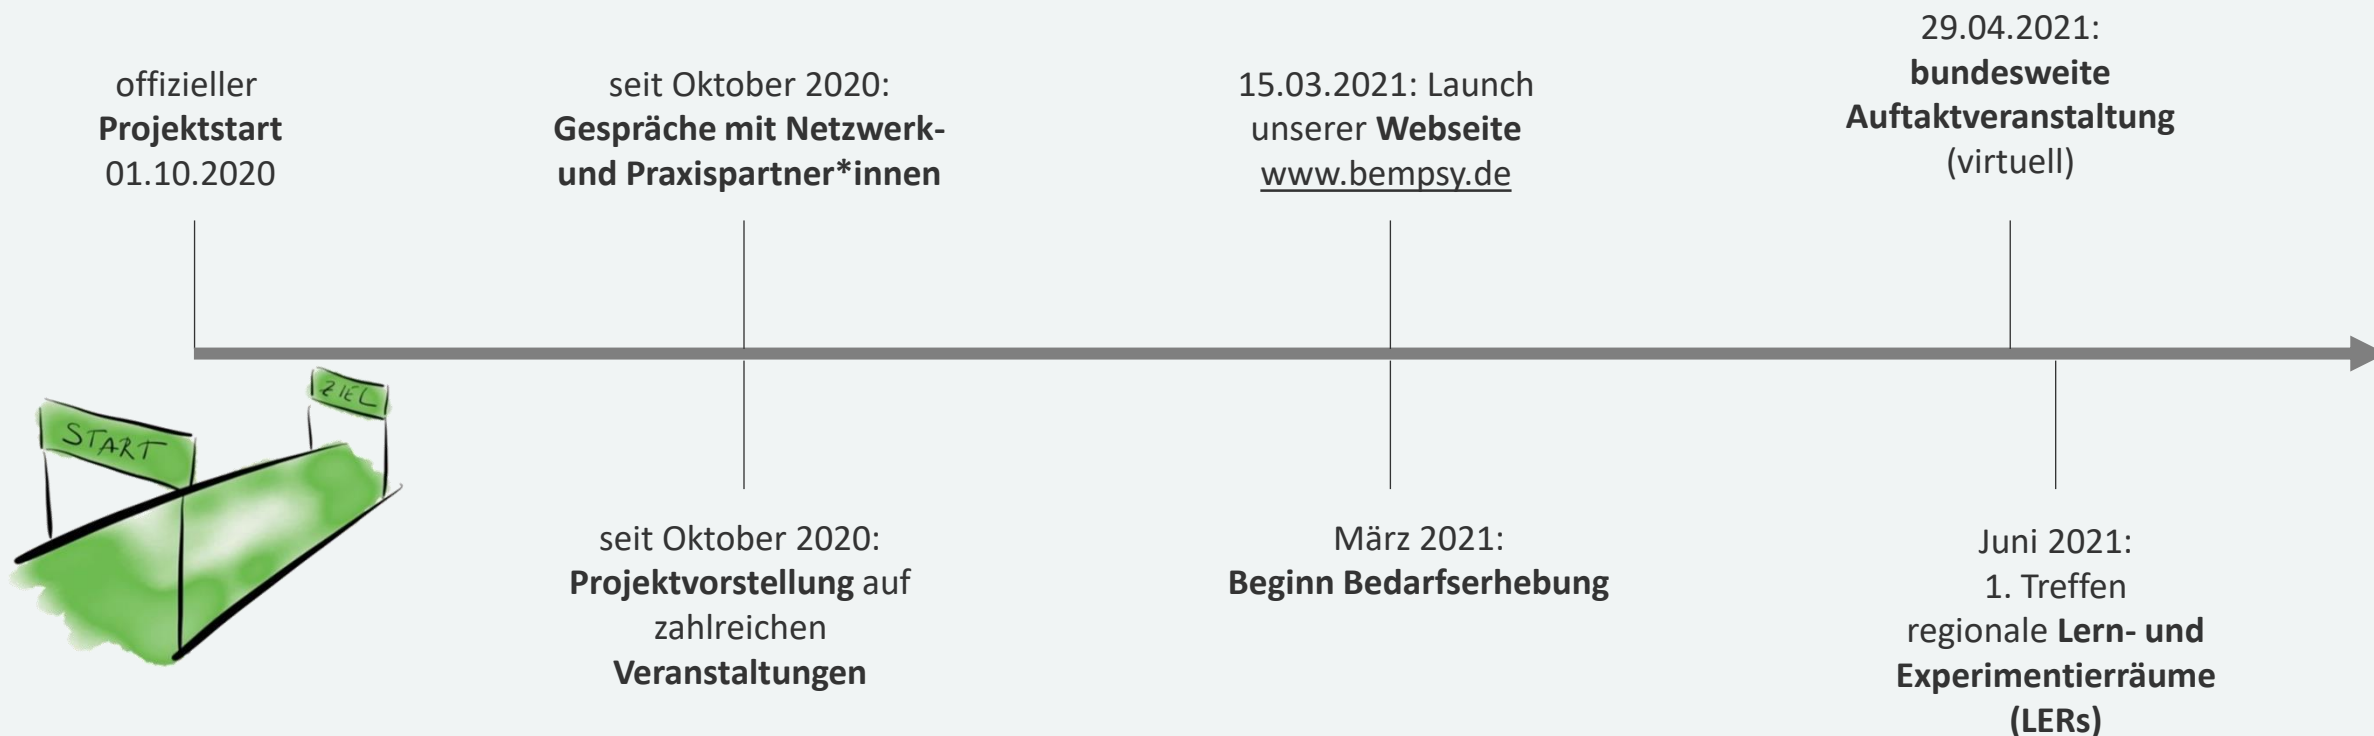 offizieller
Projektstart
01.10.2020
seit Oktober 2020:
Gespräche mit Netzwerk-
und Praxispartner*innen
15.03.2021: Launch
unserer Webseite
www.bempsy.de
29.04.2021:
bundesweite
Auftaktveranstaltung
(virtuell)
START
ZIEL
seit Oktober 2020:
Projektvorstellung auf
zahlreichen
Veranstaltungen
März 2021:
Beginn Bedarfserhebung
Juni 2021:
1. Treffen
regionale Lern- und
Experimentierräume
(LERs)